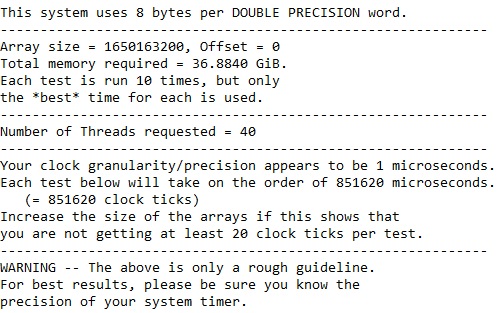 This system uses 8 bytes per DOUBLE PRECISION word.
-------------------------------------------------------------
Array size = 1650163200, Offset = 0
Total memory required = 36.8840 GiB.
Each test is run 10 times, but only
the *best* time for each is used.
-------------------------------------------------------------
Number of Threads requested = 40
-------------------------------------------------------------
Your clock granularity/precision appears to be 1 microseconds.
Each test below will take on the order of 851620 microseconds.
   (= 851620 clock ticks)
Increase the size of the arrays if this shows that
you are not getting at least 20 clock ticks per test.
-------------------------------------------------------------
WARNING -- The above is only a rough guideline.
For best results, please be sure you know the
precision of your system timer.